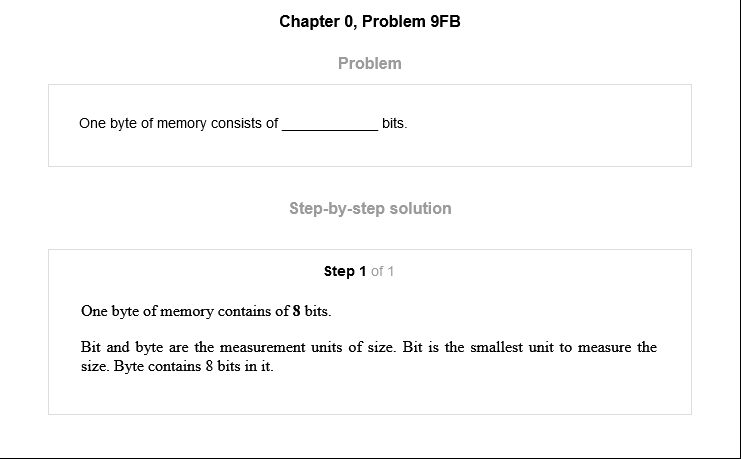 Chapter 0, Problem 9FB
Problem
One byte of memory consists of ____________ bits.
Step-by-step solution
Step 1 of 1
One byte of memory contains of 8 bits.
Bit and byte are the measurement units of size. Bit is the smallest unit to measure the
size. Byte contains 8 bits in it.